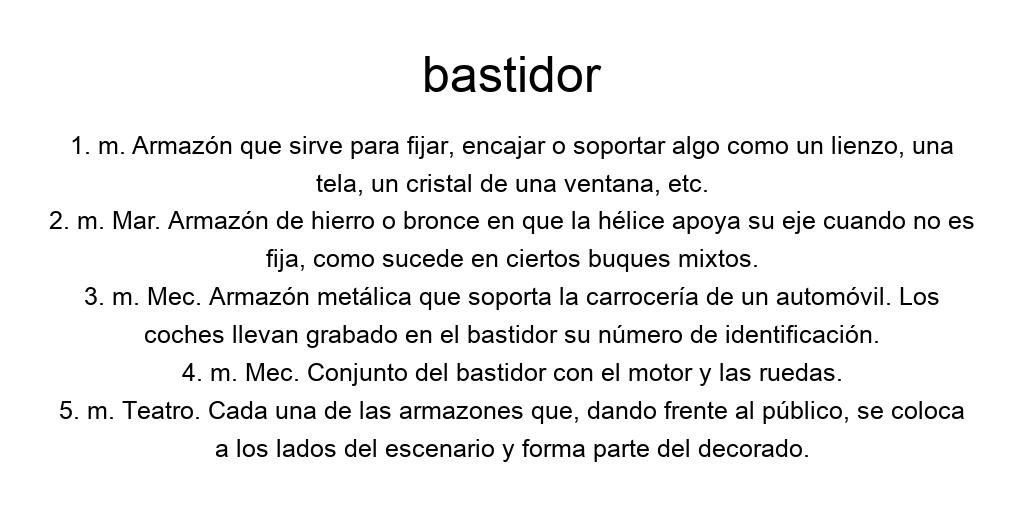 bastidor
1. m. Armazón que sirve para fijar, encajar o soportar algo como un lienzo, una
tela, un cristal de una ventana, etc.
2. m. Mar. Armazón de hierro o bronce en que la hélice apoya su eje cuando no es
fija, como sucede en ciertos buques mixtos.
3. m. Mec. Armazón metálica que soporta la carrocería de un automóvil. Los
coches llevan grabado en el bastidor su número de identificación.
4. m. Mec. Conjunto del bastidor con el motor y las ruedas.
5. m. Teatro. Cada una de las armazones que, dando frente al público, se coloca
a los lados del escenario y forma parte del decorado.